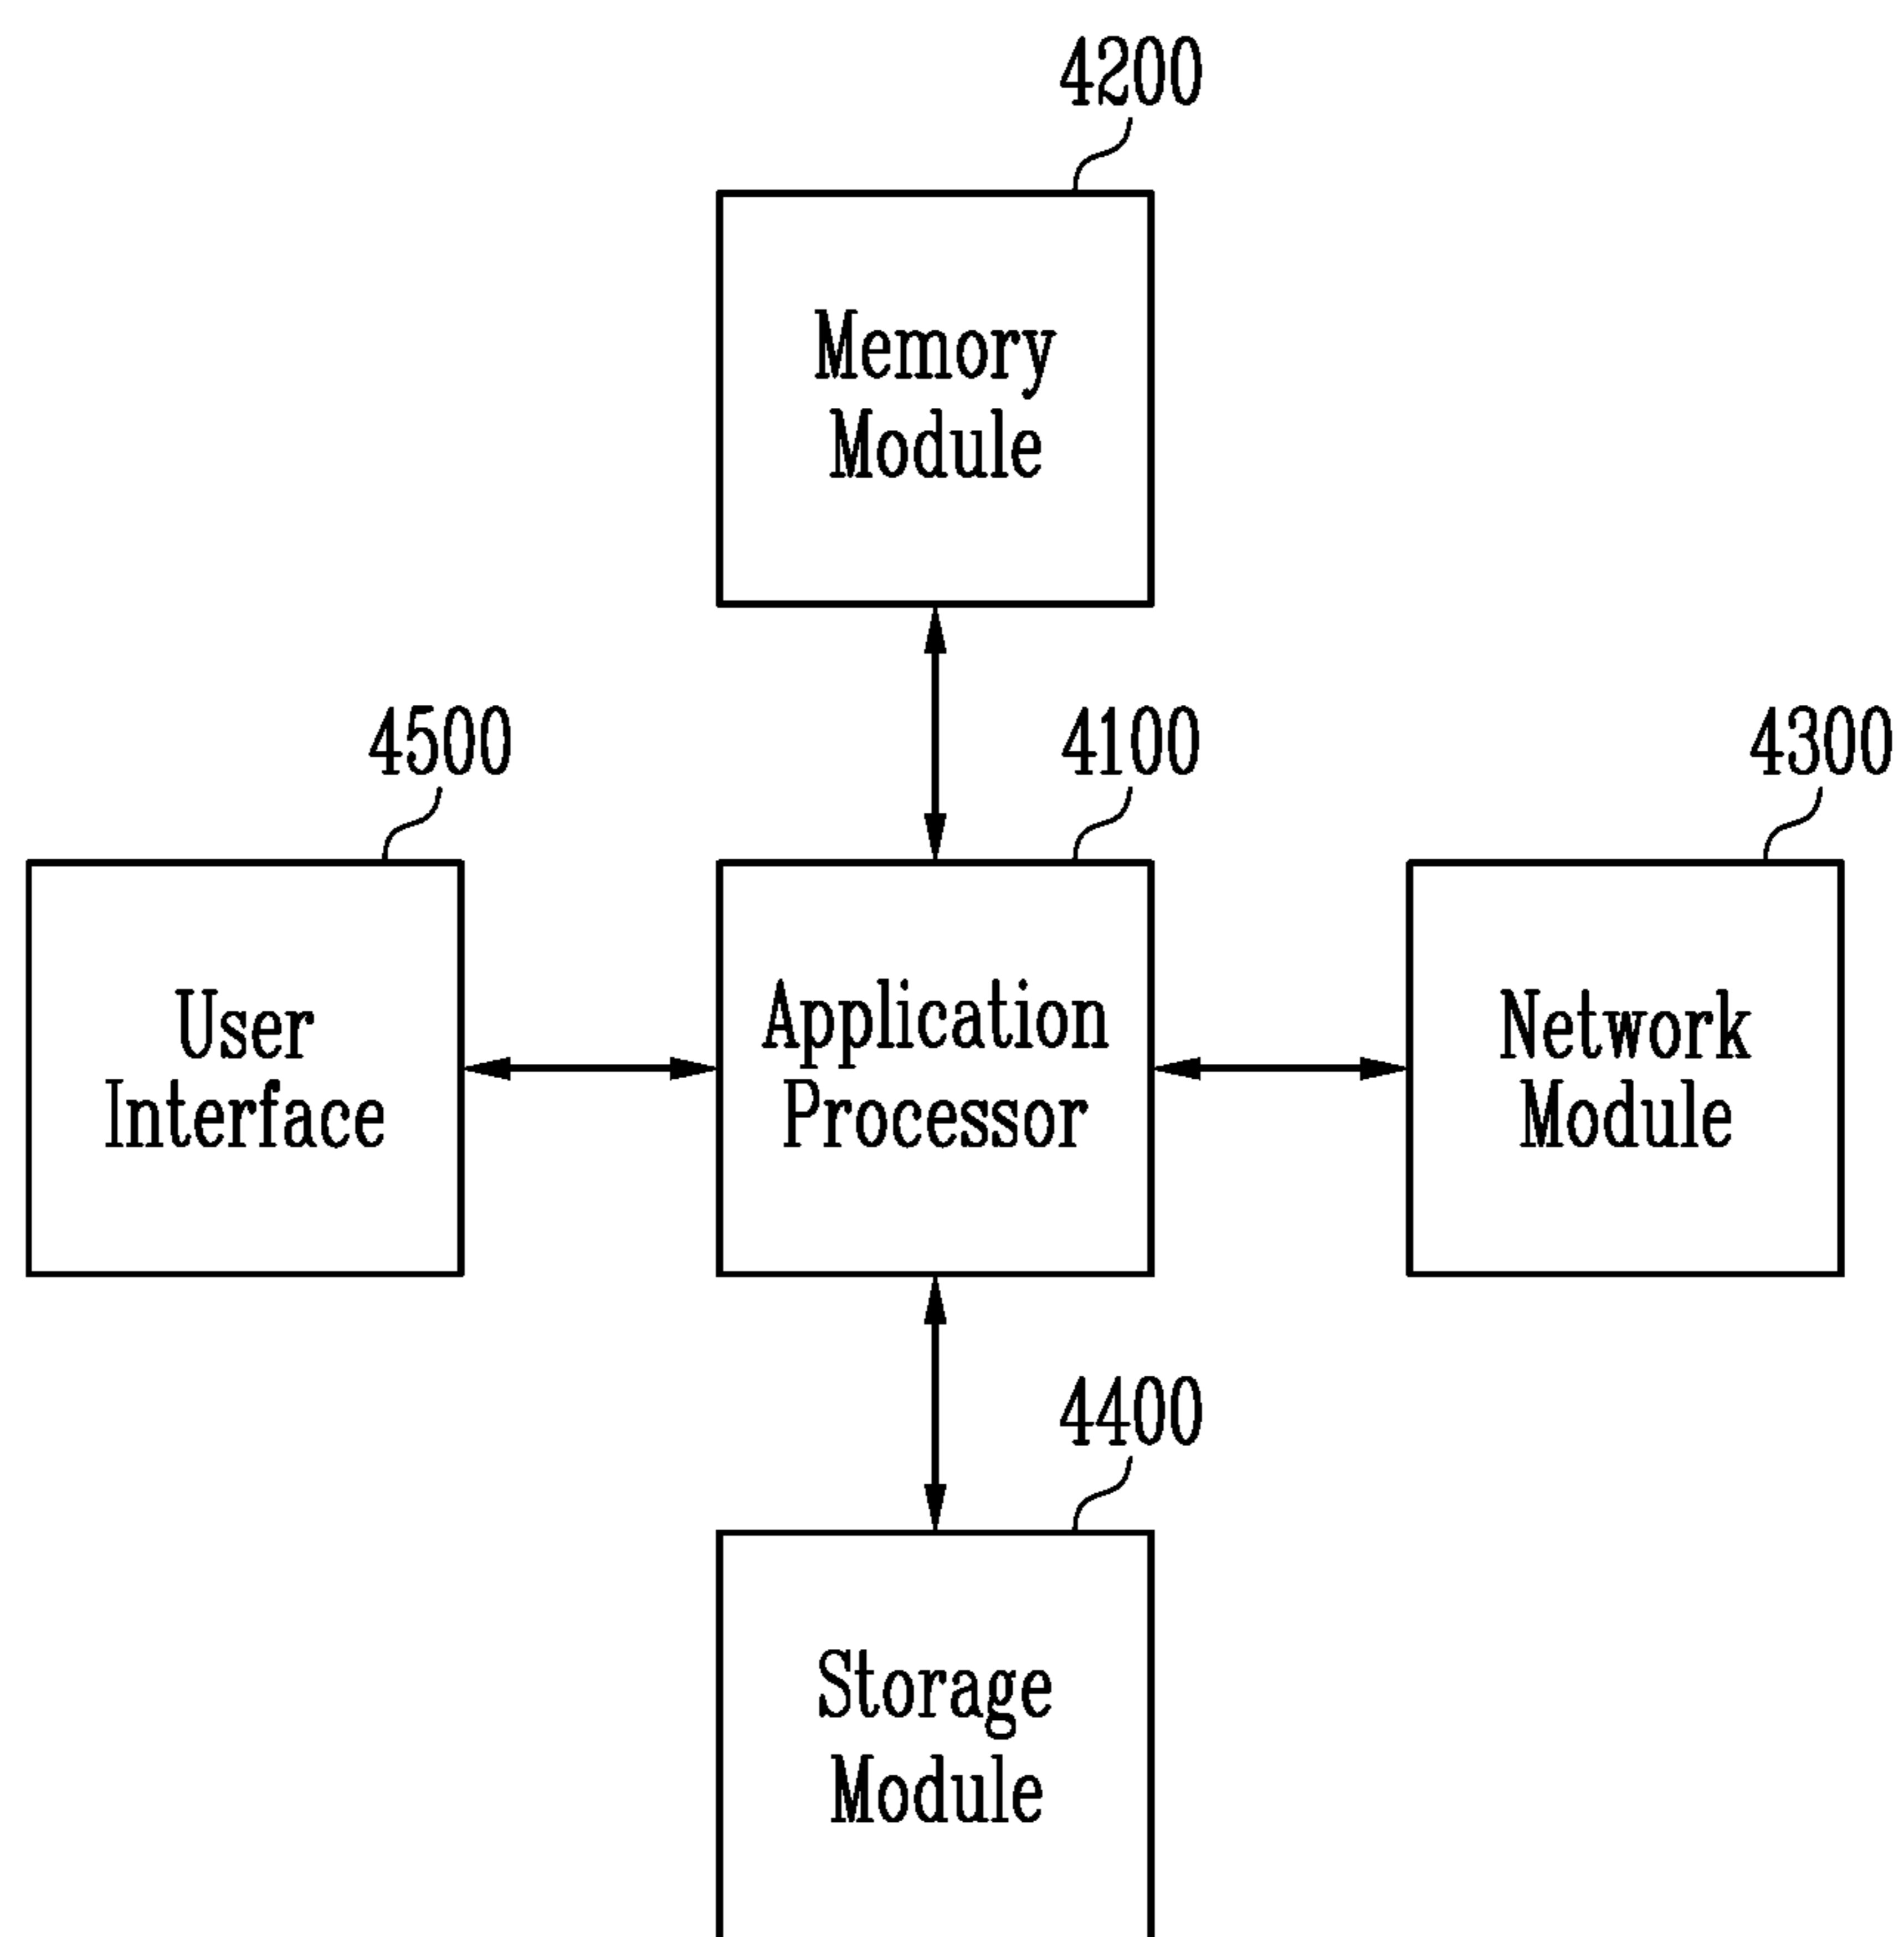 4200
Memory
Module
4500
4100
4300
User
Interface
Application
Processor
Network
Module
4400
Storage
Module